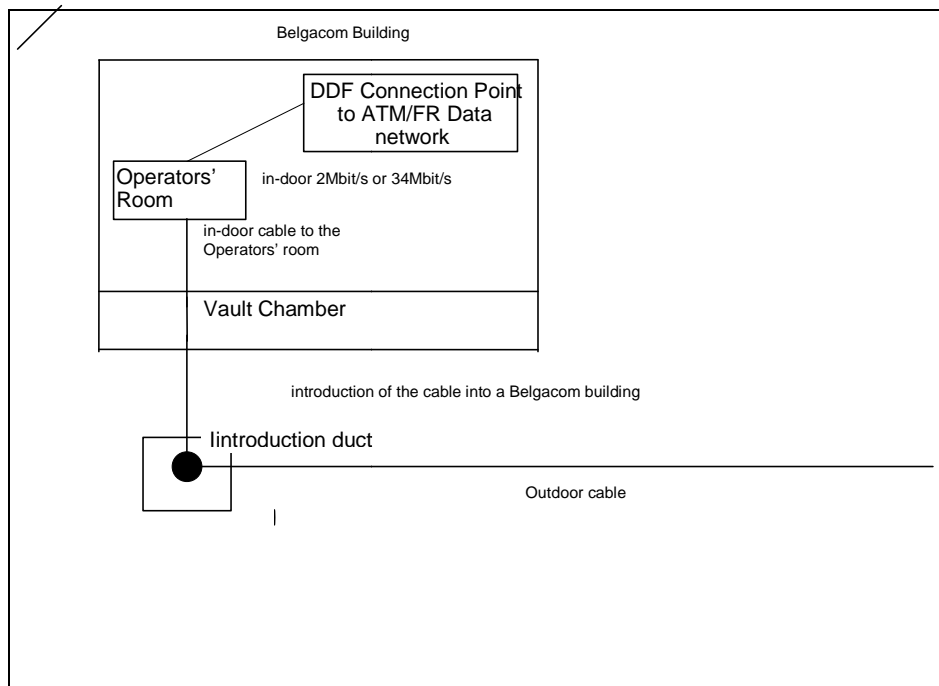 Belgacom Building
DDF Connection Point
to ATM/FR Data
network
Operators’
Room
in-door 2Mbit/s or 34Mbit/s
in-door cable to the
Operators’ room
Vault Chamber
introduction of the cable into a Belgacom building
Iintroduction duct
Outdoor cable